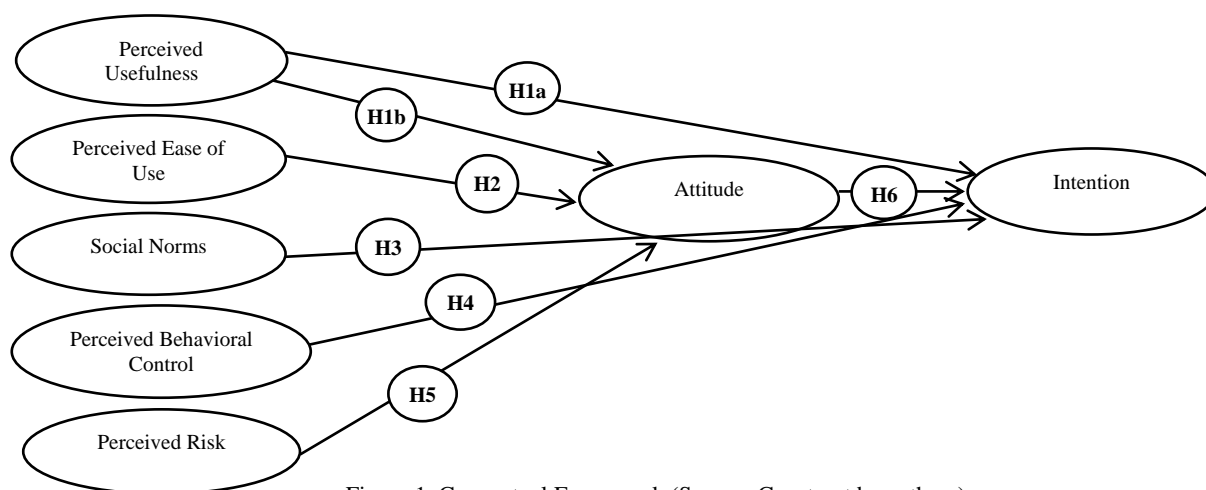 Perceived
Usefulness
H1a
H1b
Perceived Ease of
Use
H2
Attitude
H6
Intention
Social Norms
H3
H4
Perceived Behavioral
Control
H5
Perceived Risk